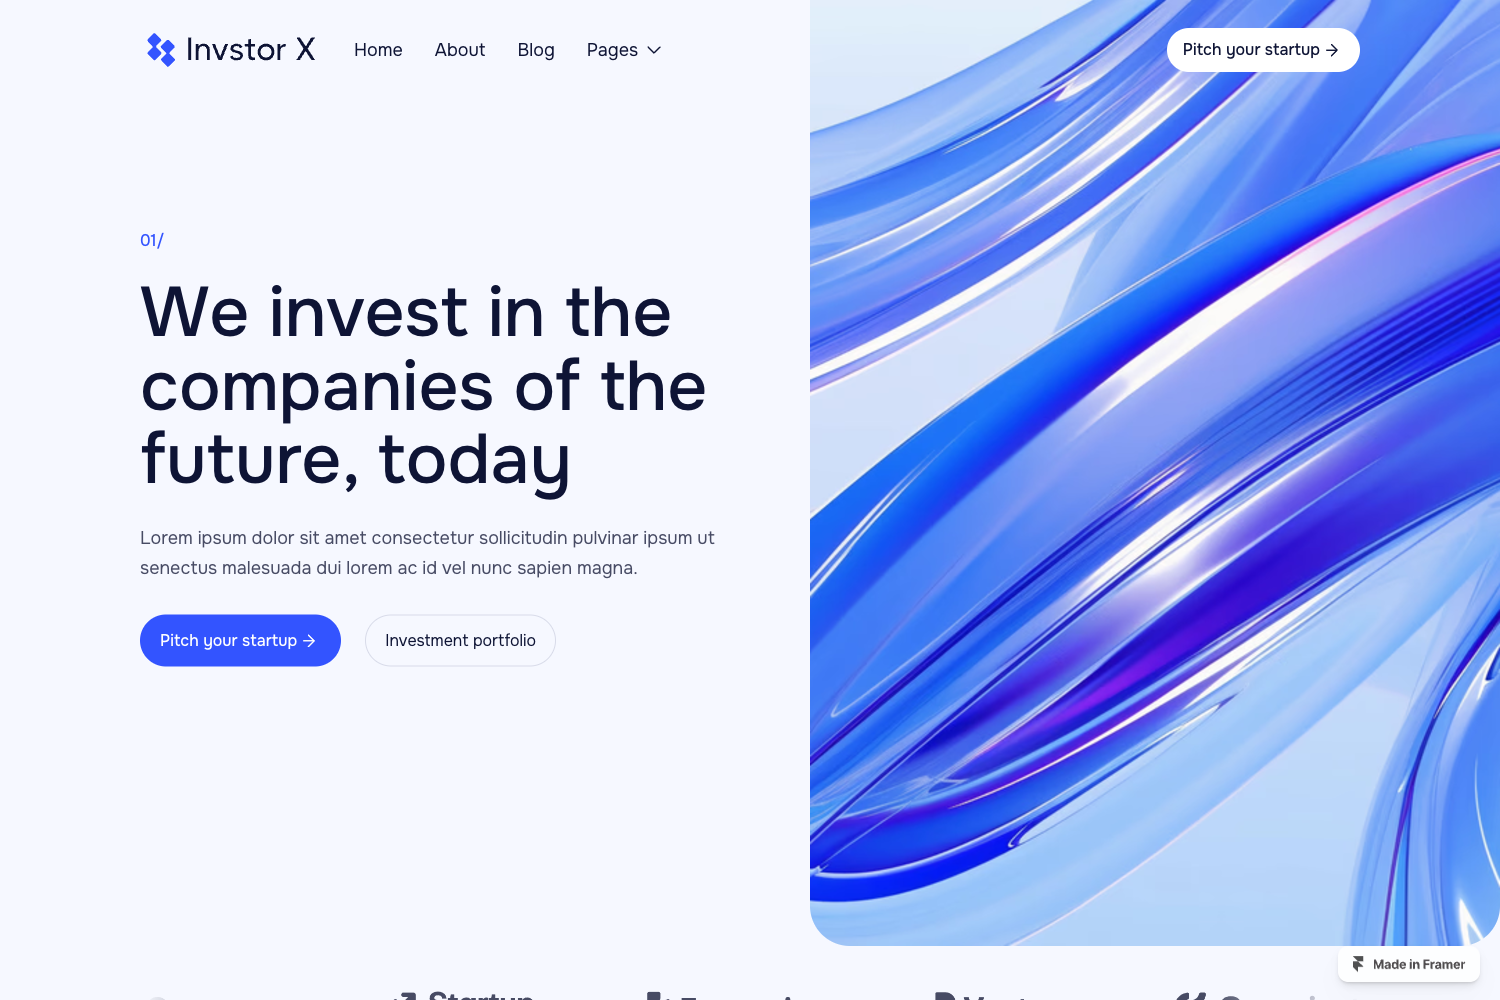 Invstor X
Home
About
Blog
Pages
Pitch your startup
01/
We invest in the
companies of the
future, today
Lorem ipsum dolor sit amet consectetur sollicitudin pulvinar ipsum ut
senectus malesuada dui lorem ac id vel nunc sapien magna.
Pitch your startup
Investment portfolio
Made in Framer
Startup